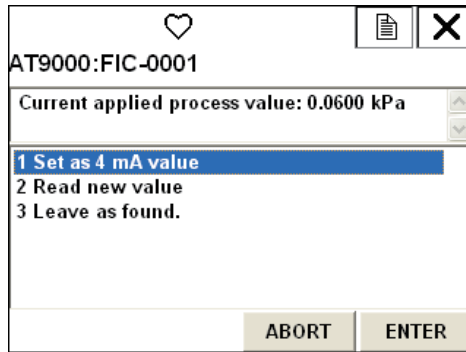 AT9000:FIC-0001
Current applied process value: 0.0600 kPa
1 Set as 4 mA value
2 Read new value
3 Leave as found.
ABORT ENTER